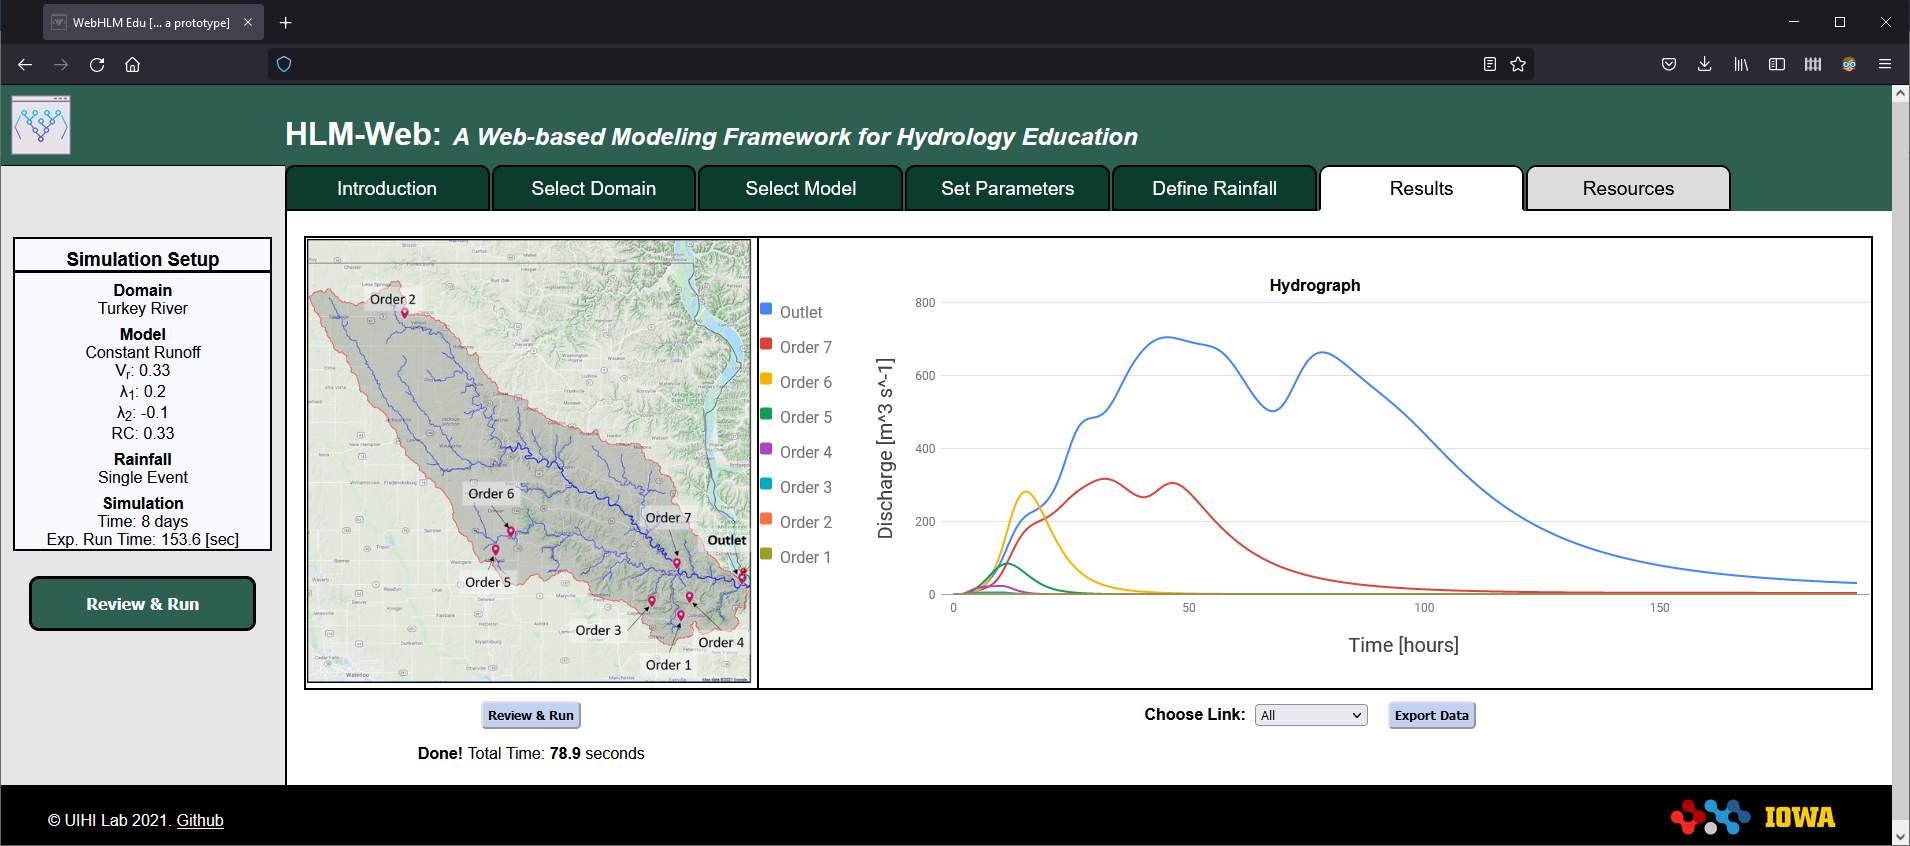 WebHLM Edu [... a prototype]
HLM-Web: A Web-based Modeling Framework for Hydrology Education
Introduction
Select Domain
Select Model
Set Parameters
Define Rainfall
Results
Resources
Simulation Setup
Domain
Turkey River
Model
Constant Runoff
Vr: 0.33
λ1: 0.2
λ2: -0.1
RC: 0.33
Rainfall
Single Event
Simulation
Time: 8 days
Exp. Run Time: 153.6 [sec]
Review & Run
Order 2
Order 6
Order 7
Outlet
Order 5
Order 3
Order 4
Order 1
Outlet
Order 7
Order 6
Order 5
Order 4
Order 3
Order 2
Order 1
Hydrograph
Discharge [m^3 s^-1]
800
600
400
200
0
0
50
100
150
Time [hours]
Review & Run
Done! Total Time: 78.9 seconds
Choose Link:
All
Export Data
© UIHI Lab 2021. Github
IOWA